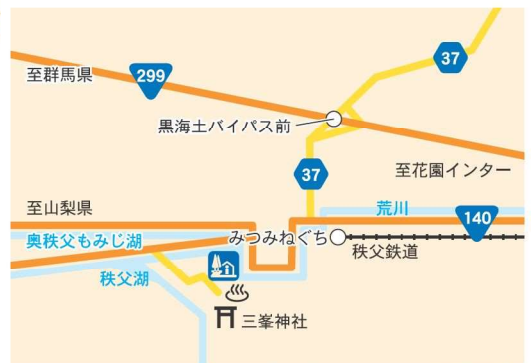 37
至群馬県
299
黒海土バイパス前
至花園インター
37
至山梨県
荒川
140
奥秩父もみじ湖
みつみねぐち
秩父鉄道
秩父湖
三峯神社